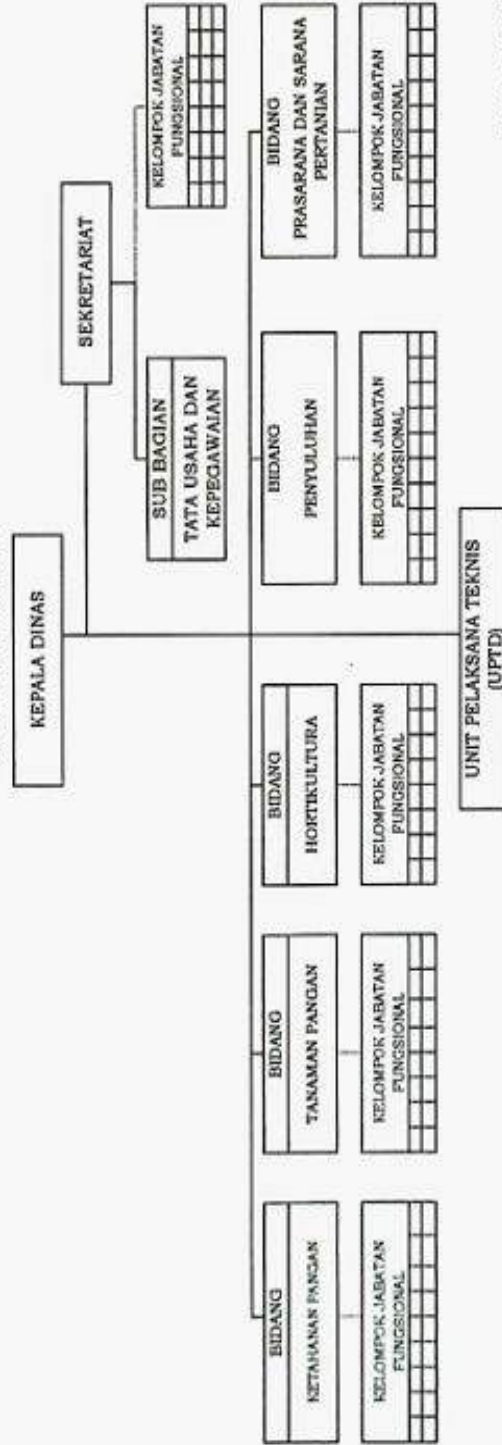 KEPALA DINAS
SEKRETARIAT
SUB BAGIAN
TATA USAHA DAN
KEPEGAWAIAN
KELOMPOK JABATAN
FUNGSIONAL
BIDANG
KETAHANAN PANGAN
BIDANG
TANAMAN PANGAN
BIDANG
HORTIKULTURA
BIDANG
PENYULUHAN
BIDANG
PRASARANA DAN SARANA
PERTANIAN
KELOMPOK JABATAN
FUNGSIONAL
KELOMPOK JABATAN
FUNGSIONAL
KELOMPOK JABATAN
FUNGSIONAL
KELOMPOK JABATAN
FUNGSIONAL
KELOMPOK JABATAN
FUNGSIONAL
UNIT PELAKSANA TEKNIS
(UPTD)